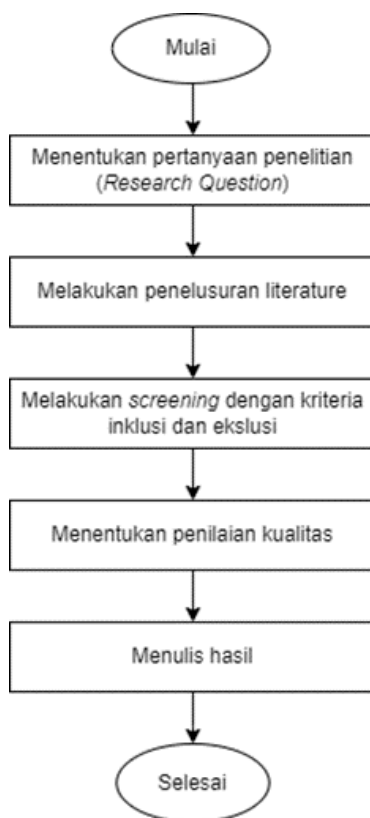 Mulai
Menentukan pertanyaan penelitian
(Research Question)
Melakukan penelusuran literature
Melakukan screening dengan kriteria
inklusi dan ekslusi
Menentukan penilaian kualitas
Menulis hasil
Selesai